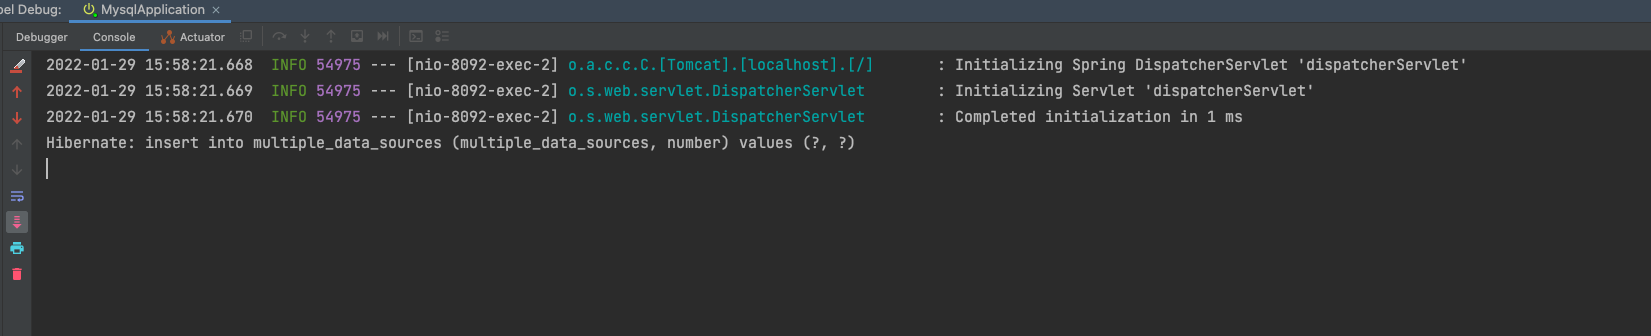 bel Debug: MysqlApplication ×
Debugger Console Actuator
2022-01-29 15:58:21.668  INFO 54975 --- [nio-8092-exec-2] o.a.c.c.C.[Tomcat].[localhost].[/]       : Initializing Spring DispatcherServlet 'dispatcherServlet'
2022-01-29 15:58:21.669  INFO 54975 --- [nio-8092-exec-2] o.s.web.servlet.DispatcherServlet        : Initializing Servlet 'dispatcherServlet'
2022-01-29 15:58:21.670  INFO 54975 --- [nio-8092-exec-2] o.s.web.servlet.DispatcherServlet        : Completed initialization in 1 ms
Hibernate: insert into multiple_data_sources (multiple_data_sources, number) values (?, ?)